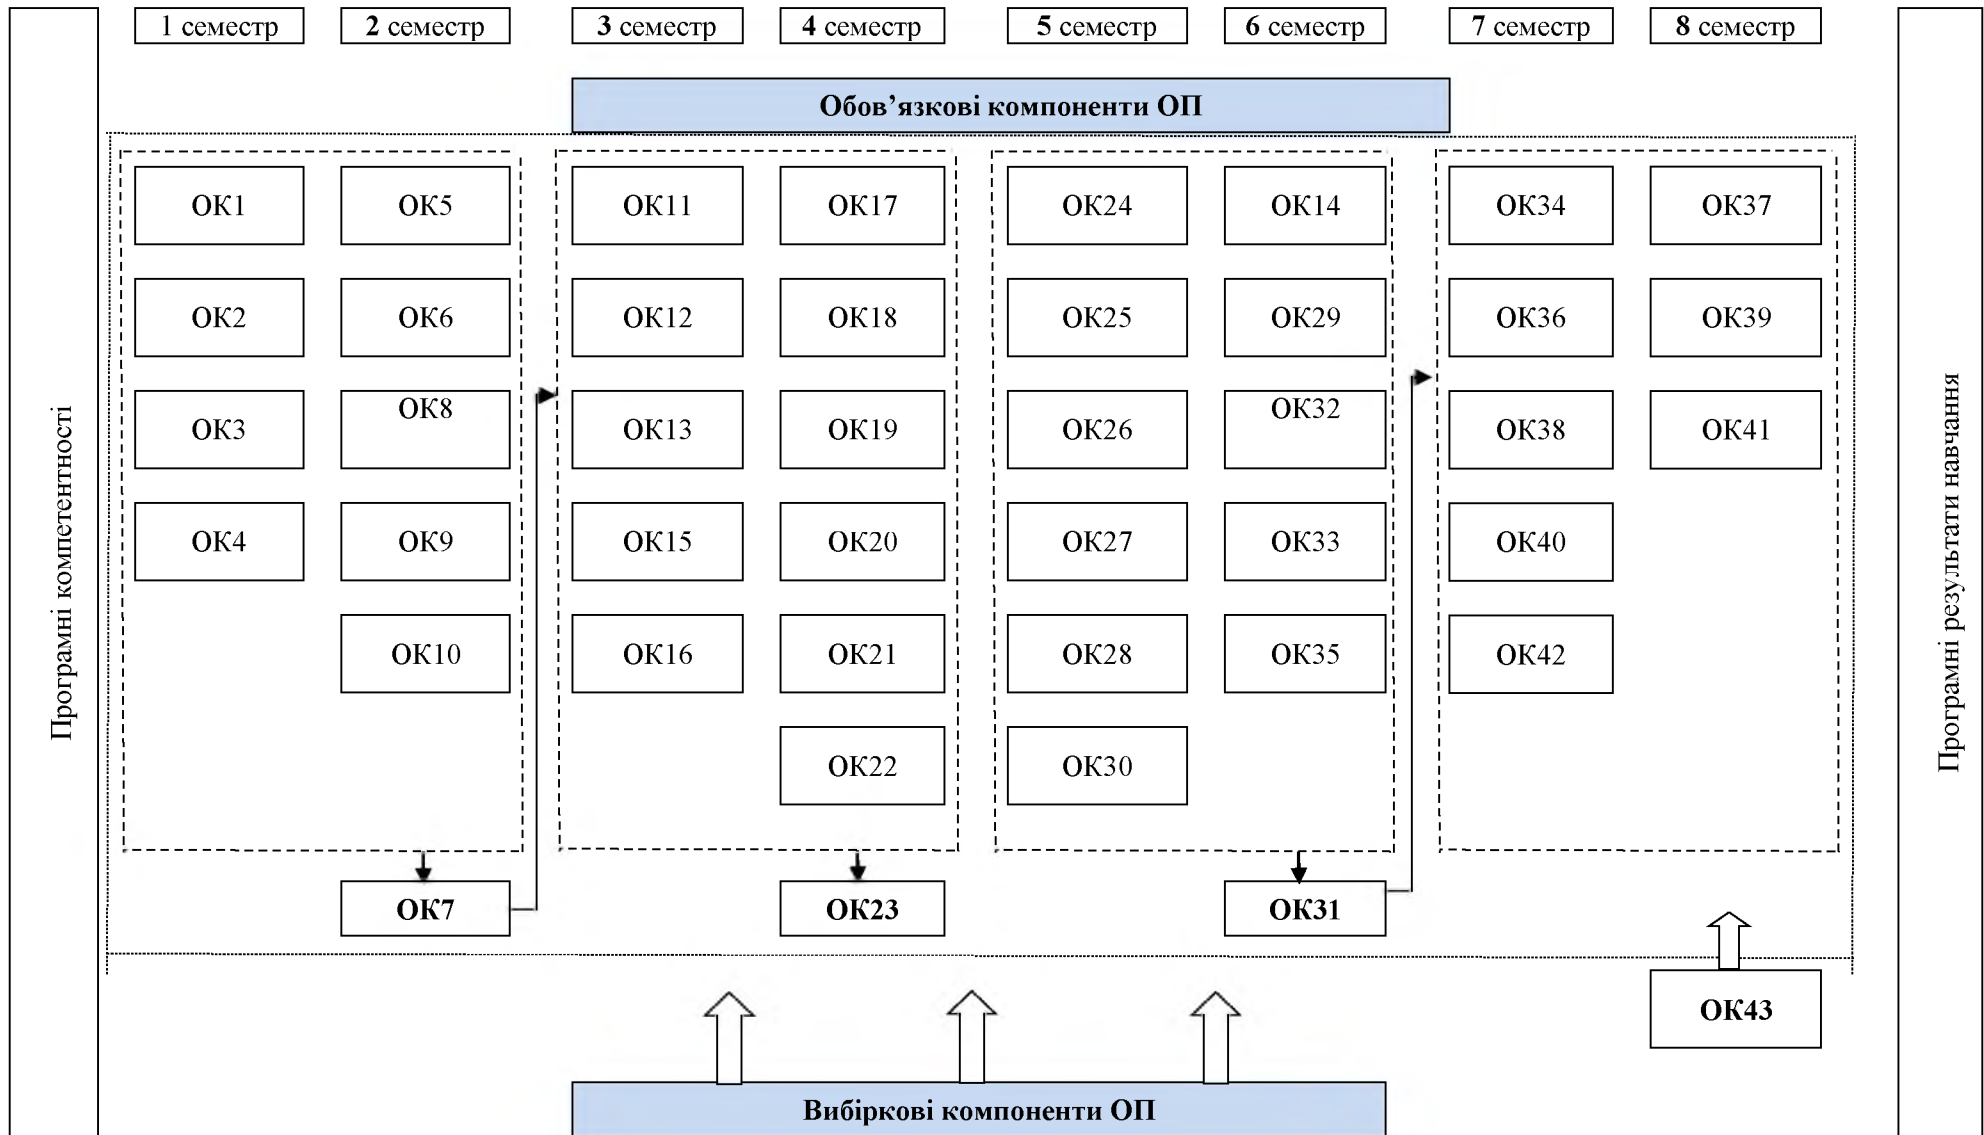 1 семестр
2 семестр
3 семестр
4 семестр
5 семестр
6 семестр
7 семестр
8 семестр
Обов’язкові компоненти ОП
ОК1
ОК5
ОК11
ОК17
ОК24
ОК14
ОК34
ОК37
ОК2
ОК6
ОК12
ОК18
ОК25
ОК29
ОК36
ОК39
ОК3
ОК8
ОК13
ОК19
ОК26
ОК32
ОК38
ОК41
ОК4
ОК9
ОК15
ОК20
ОК27
ОК33
ОК40
ОК10
ОК16
ОК21
ОК28
ОК35
ОК42
ОК22
ОК30
ОК7
ОК23
ОК31
ОК43
Вибіркові компоненти ОП
Програмні компетентності
Програмні результати навчання